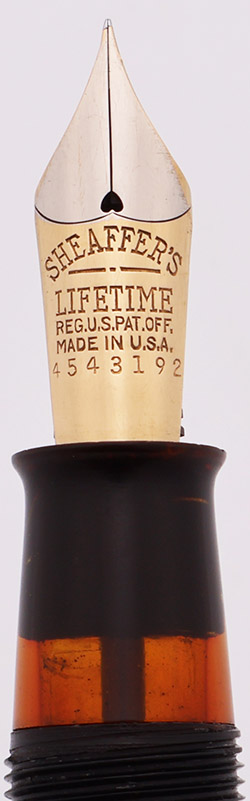 SHEAFFER'S
LIFETIME
REG.U.S.PAT.OFF.
MADE IN U.S.A.
4543192